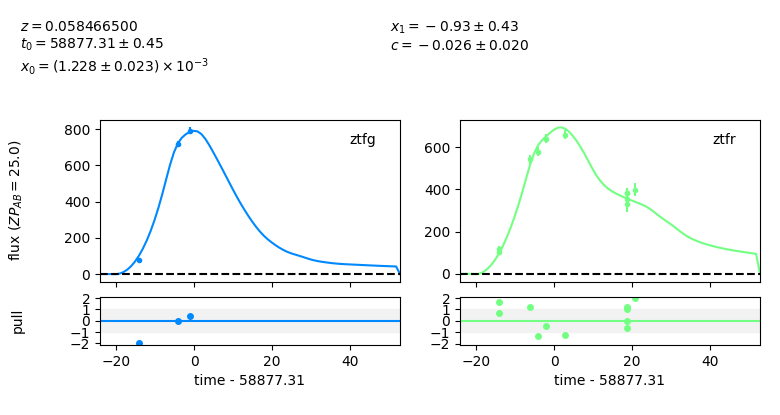 z = 0.058466500
t₀ = 58877.31 ± 0.45
x₀ = (1.228 ± 0.023) × 10⁻³
x₁ = −0.93 ± 0.43
c = −0.026 ± 0.020
flux (ZP_AB = 25.0)
800
600
400
200
0
ztfg
600
400
200
0
ztfr
pull
2
1
0
−1
−2
−20
0
20
40
time - 58877.31
2
1
0
−1
−2
−20
0
20
40
time - 58877.31